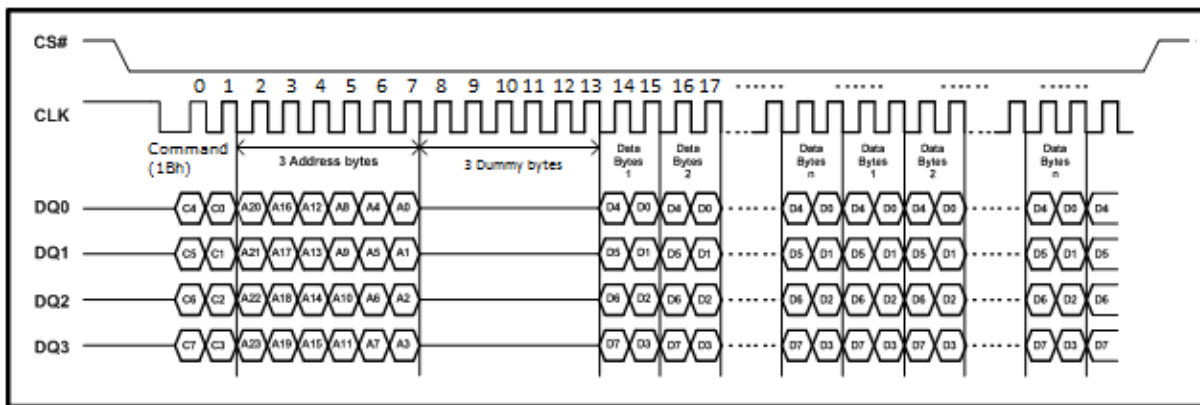 CS#
0 1 2 3 4 5 6 7 8 9 10 11 12 13 14 15 16 17
CLK
Command
(1Bh)
3 Address bytes
3 Dummy bytes
Data
Bytes
1
Data
Bytes
2
Data
Bytes
n
Data
Bytes
1
Data
Bytes
2
Data
Bytes
n
DQ0 C4 C0 A20 A16 A12 A8 A4 A0 D4 D0 D4 D0 D4 D0 D4 D0 D4 D0 D4 D0 D4
DQ1 C5 C1 A21 A17 A13 A9 A5 A1 D5 D1 D5 D1 D5 D1 D5 D1 D5 D1 D5 D1 D5
DQ2 C6 C2 A22 A18 A14 A10 A6 A2 D6 D2 D6 D2 D6 D2 D6 D2 D6 D2 D6 D2 D6
DQ3 C7 C3 A23 A19 A15 A11 A7 A3 D7 D3 D7 D3 D7 D3 D7 D3 D7 D3 D7 D3 D7